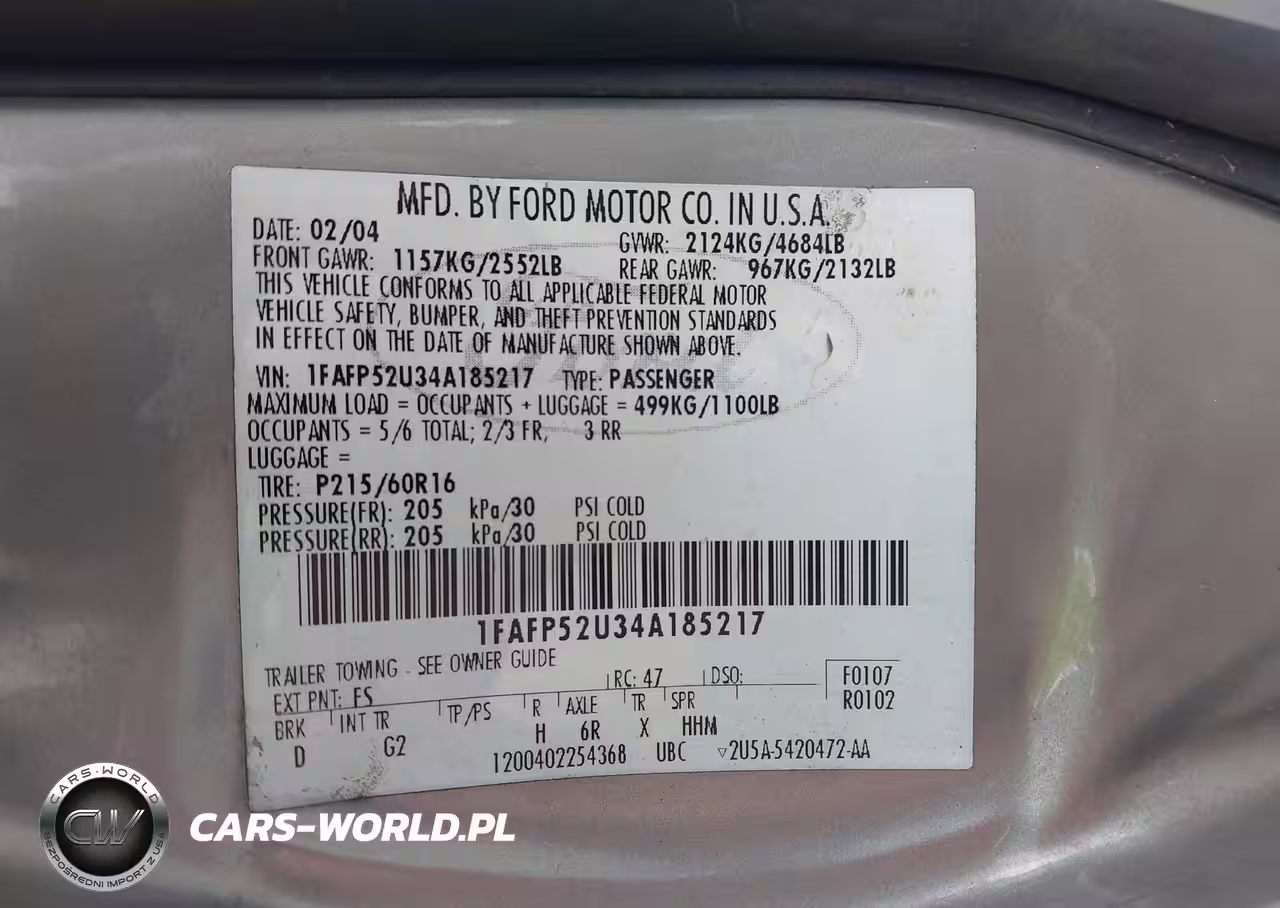 MFD. BY FORD MOTOR CO. IN U.S.A.
DATE: 02/04 GVWR: 2124KG/4684LB
FRONT GAWR: 1157KG/2552LB REAR GAWR: 967KG/2132LB
THIS VEHICLE CONFORMS TO ALL APPLICABLE FEDERAL MOTOR
VEHICLE SAFETY, BUMPER, AND THEFT PREVENTION STANDARDS
IN EFFECT ON THE DATE OF MANUFACTURE SHOWN ABOVE.
VIN: 1FAFP52U34A185217 TYPE: PASSENGER
MAXIMUM LOAD = OCCUPANTS + LUGGAGE = 499KG/1100LB
OCCUPANTS = 5/6 TOTAL; 2/3 FR, 3 RR
LUGGAGE =
TIRE: P215/60R16
PRESSURE(FR): 205 kPa/30 PSI COLD
PRESSURE(RR): 205 kPa/30 PSI COLD
1FAFP52U34A185217
TRAILER TOWING - SEE OWNER GUIDE
EXT PNT: FS RC: 47 DSO: F0107
R0102
BRK INT TR TP/PS R AXLE TR SPR
D G2 H 6R X HHM
1200402254368 UBC ▽2U5A-5420472-AA
CARS-WORLD
CW
BEZPOŚREDNI IMPORT Z USA
CARS-WORLD.PL